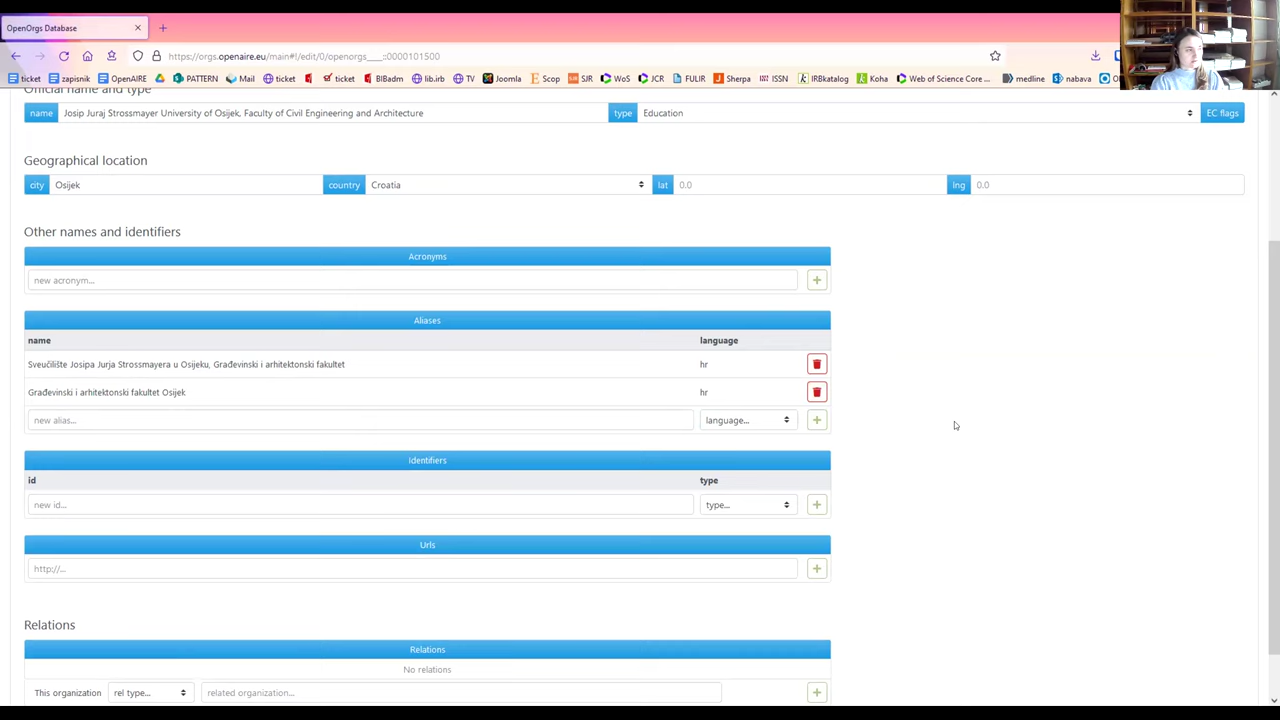 OpenOrgs Database
https://orgs.openaire.eu/main#!/edit/0/openorgs____::0000101500
ticket zapisnik OpenAIRE PATTERN Mail ticket ticket BIBadm lib.irb TV Joomla Scop SJR WoS JCR FULIR Sherpa ISSN IRBkatalog Koha Web of Science Core ... medline nabava
Official name and type
name Josip Juraj Strossmayer University of Osijek, Faculty of Civil Engineering and Architecture type Education EC flags
Geographical location
city Osijek country Croatia lat 0.0 lng 0.0
Other names and identifiers
Acronyms
new acronym...
Aliases
name language
Sveučilište Josipa Jurja Strossmayera u Osijeku, Građevinski i arhitektonski fakultet hr
Građevinski i arhitektonski fakultet Osijek hr
new alias... language...
Identifiers
id type
new id... type...
Urls
http://...
Relations
Relations
No relations
This organization rel type... related organization...